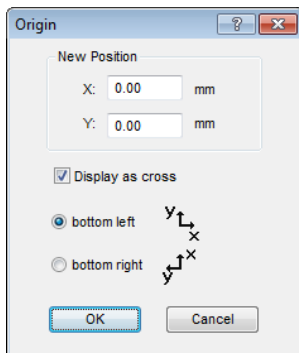 Origin
New Position
X: 0.00 mm
Y: 0.00 mm
Display as cross
bottom left y x
bottom right x y
OK Cancel